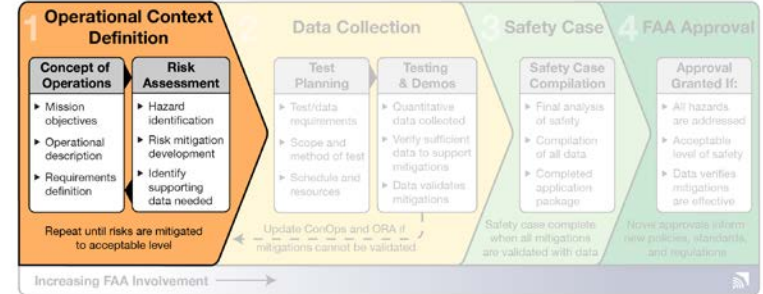 1
Operational Context
Definition
Concept of
Operations
▶ Mission
objectives
▶ Operational
description
▶ Requirements
definition
Risk
Assessment
▶ Hazard
identification
▶ Risk mitigation
development
▶ Identify
supporting
data needed
Repeat until risks are mitigated
to acceptable level
2
Data Collection
Test
Planning
▶ Test/data
requirements
▶ Scope and
method of test
▶ Schedule and
resources
Testing
& Demos
▶ Quantitative
data collected
▶ Verify sufficient
data to support
mitigations
▶ Data validates
mitigations
Update ConOps and ORA if
mitigations cannot be validated
3
Safety Case
Safety Case
Compilation
▶ Final analysis
of safety
▶ Compilation
of all data
▶ Completed
application
package
Safety case complete
when all mitigations
are validated with data
4
FAA Approval
Approval
Granted If:
▶ All hazards
are addressed
▶ Acceptable
level of safety
▶ Data verifies
mitigations
are effective
Novel approvals inform
new policies, standards,
and regulations
Increasing FAA Involvement